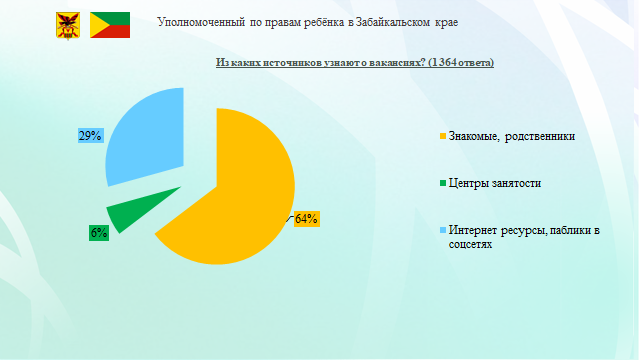 Уполномоченный по правам ребёнка в Забайкальском крае
Из каких источников узнают о вакансиях? (1364 ответа)
29%
6%
64%
Знакомые, родственники
Центры занятости
Интернет ресурсы, паблики в
соцсетях